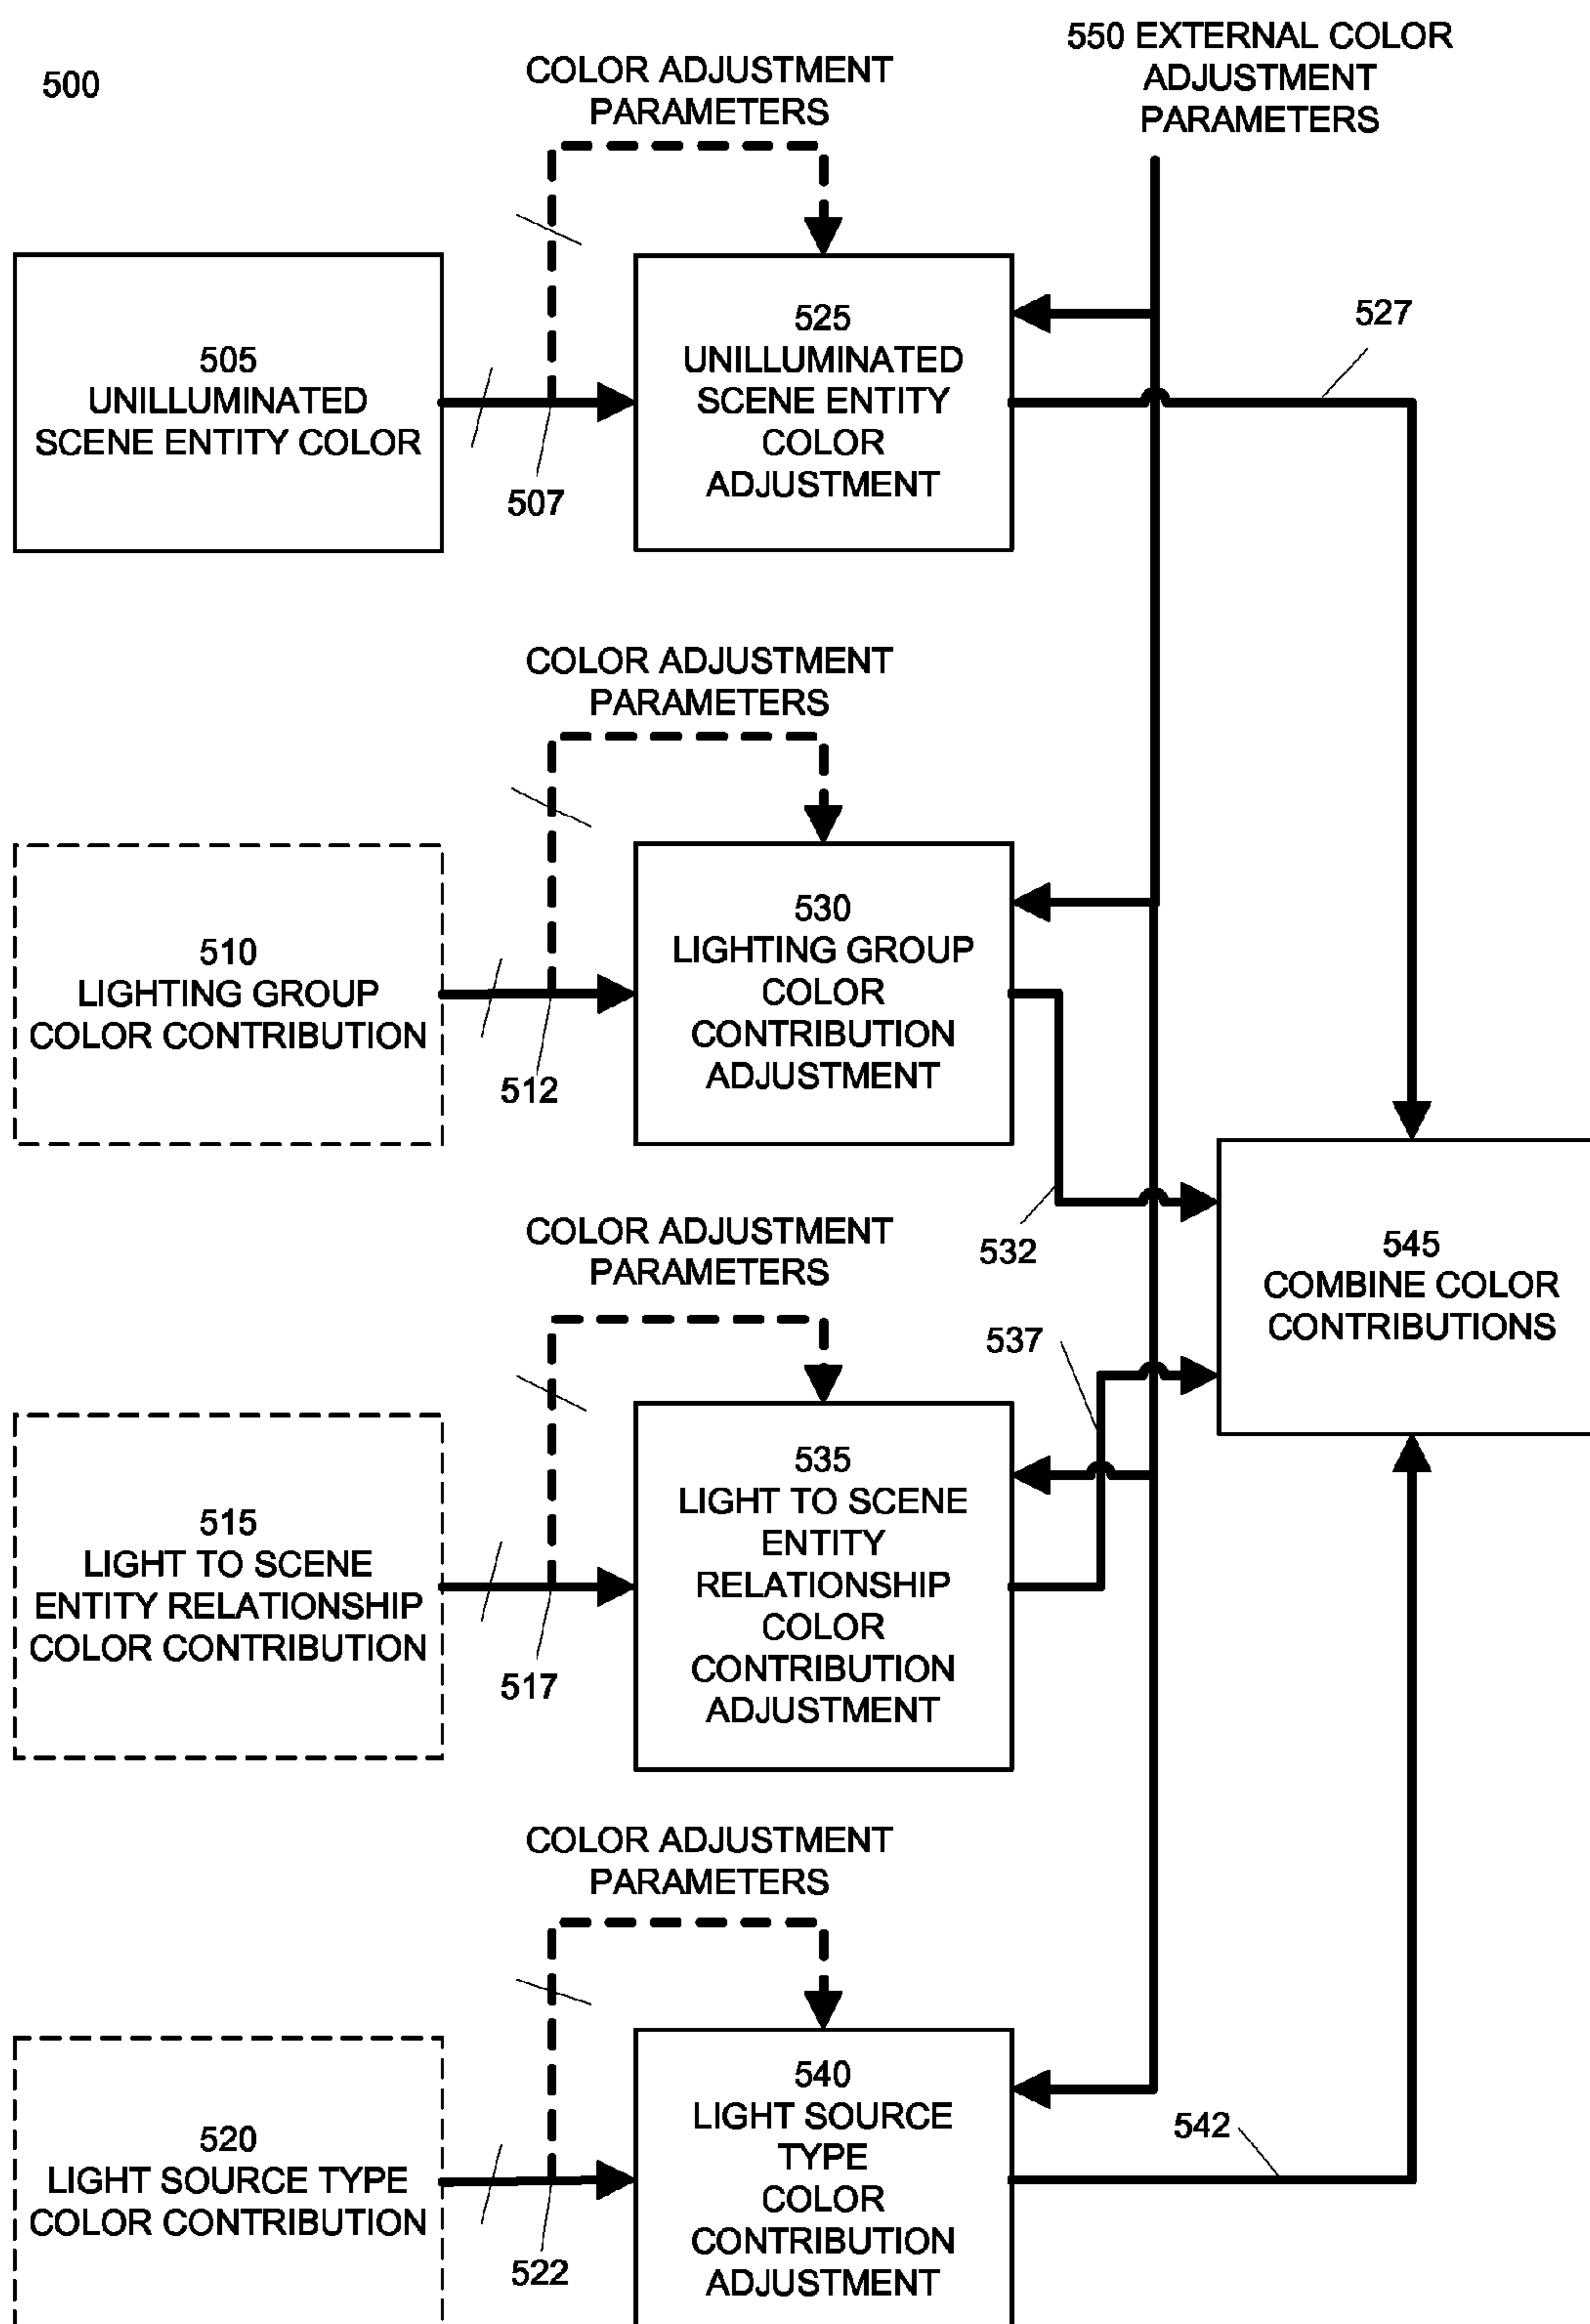 500
COLOR ADJUSTMENT
PARAMETERS
550 EXTERNAL COLOR
ADJUSTMENT
PARAMETERS
505
UNILLUMINATED
SCENE ENTITY COLOR
507
525
UNILLUMINATED
SCENE ENTITY
COLOR
ADJUSTMENT
527
COLOR ADJUSTMENT
PARAMETERS
510
LIGHTING GROUP
COLOR CONTRIBUTION
512
530
LIGHTING GROUP
COLOR
CONTRIBUTION
ADJUSTMENT
532
545
COMBINE COLOR
CONTRIBUTIONS
COLOR ADJUSTMENT
PARAMETERS
537
515
LIGHT TO SCENE
ENTITY RELATIONSHIP
COLOR CONTRIBUTION
517
535
LIGHT TO SCENE
ENTITY
RELATIONSHIP
COLOR
CONTRIBUTION
ADJUSTMENT
COLOR ADJUSTMENT
PARAMETERS
520
LIGHT SOURCE TYPE
COLOR CONTRIBUTION
522
540
LIGHT SOURCE
TYPE
COLOR
CONTRIBUTION
ADJUSTMENT
542